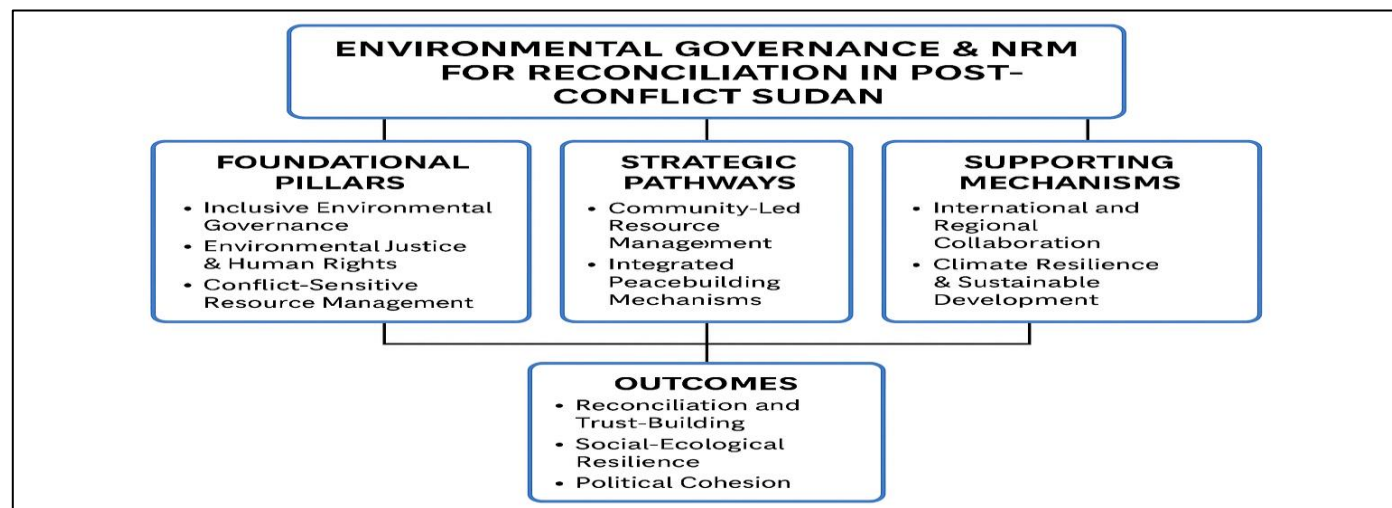 ENVIRONMENTAL GOVERNANCE & NRM
FOR RECONCILIATION IN POST-
CONFLICT SUDAN
FOUNDATIONAL
PILLARS
• Inclusive Environmental
Governance
• Environmental Justice
& Human Rights
• Conflict-Sensitive
Resource Management
STRATEGIC
PATHWAYS
• Community-Led
Resource
Management
• Integrated
Peacebuilding
Mechanisms
SUPPORTING
MECHANISMS
• International and
Regional
Collaboration
• Climate Resilience
& Sustainable
Development
OUTCOMES
• Reconciliation and
Trust-Building
• Social-Ecological
Resilience
• Political Cohesion